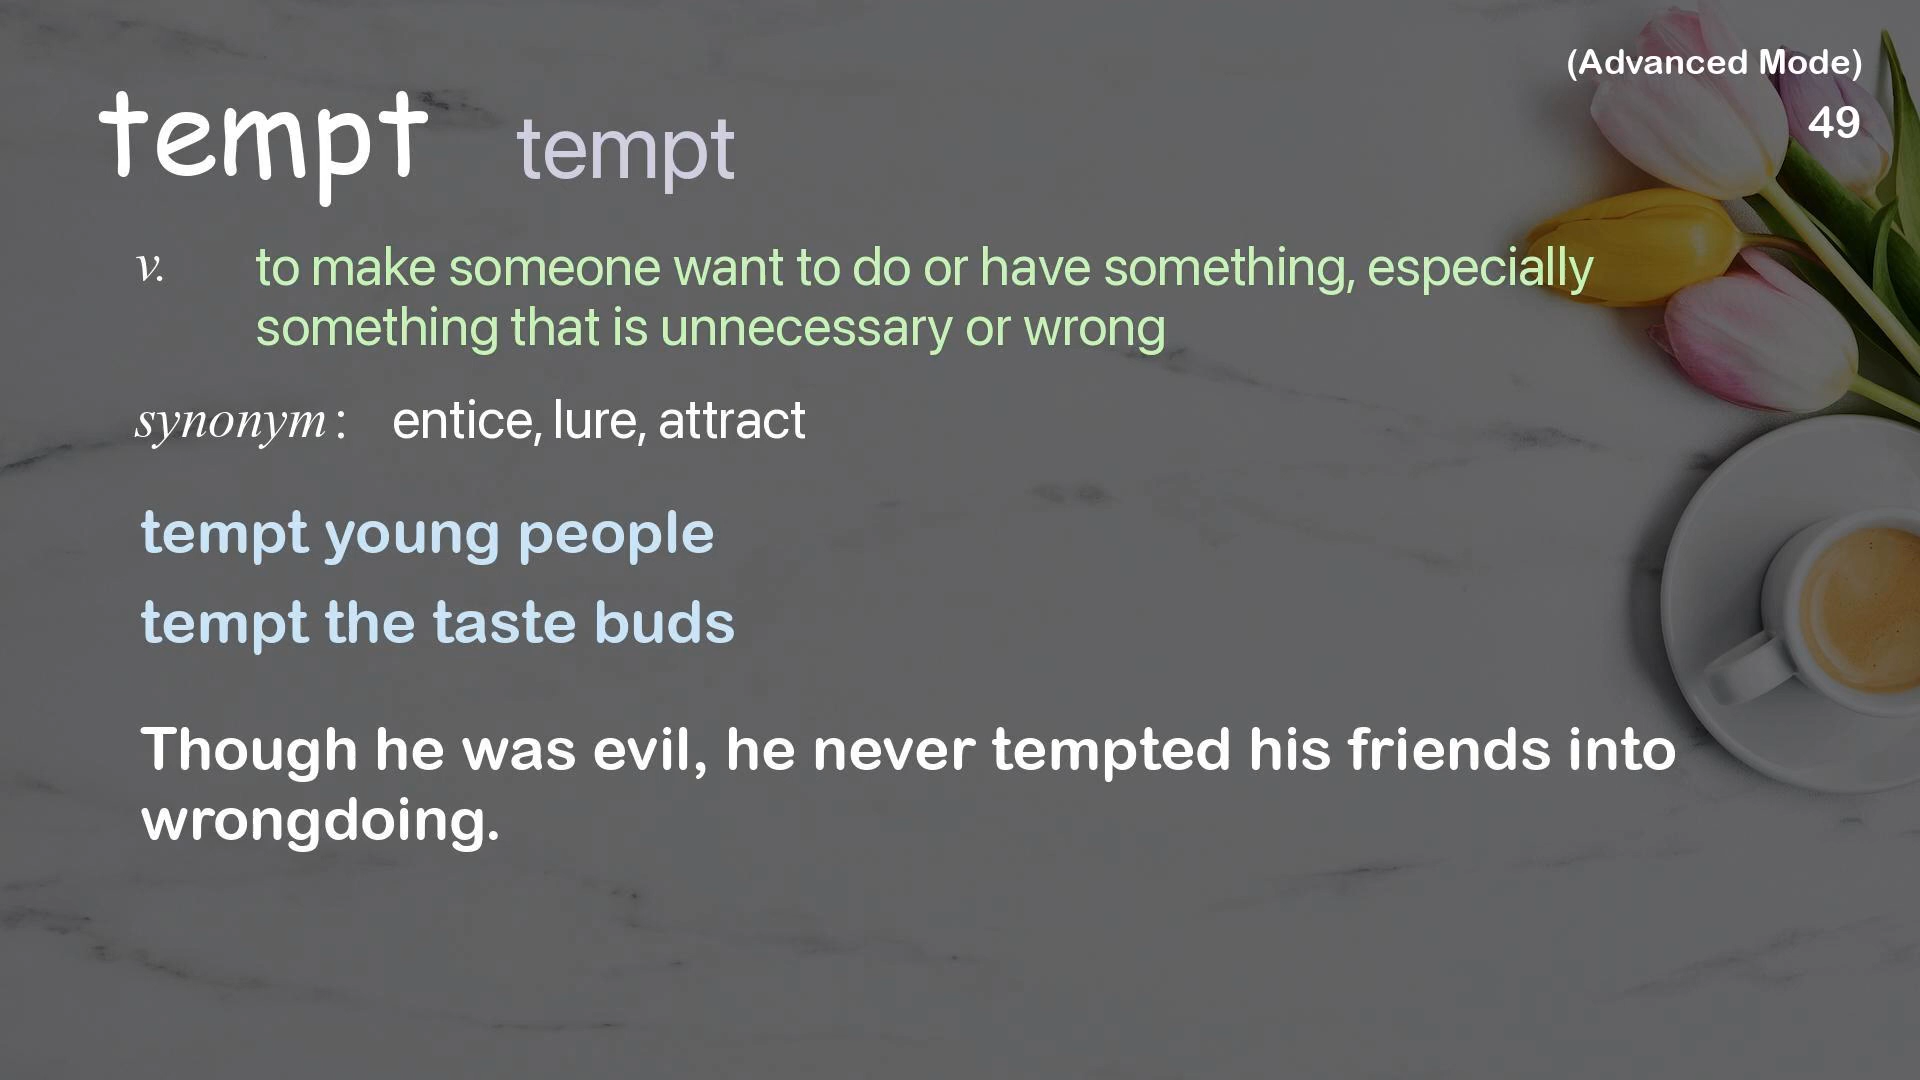 (Advanced Mode)
49
tempt tempt
v. to make someone want to do or have something, especially
something that is unnecessary or wrong
synonym: entice, lure, attract
tempt young people
tempt the taste buds
Though he was evil, he never tempted his friends into
wrongdoing.